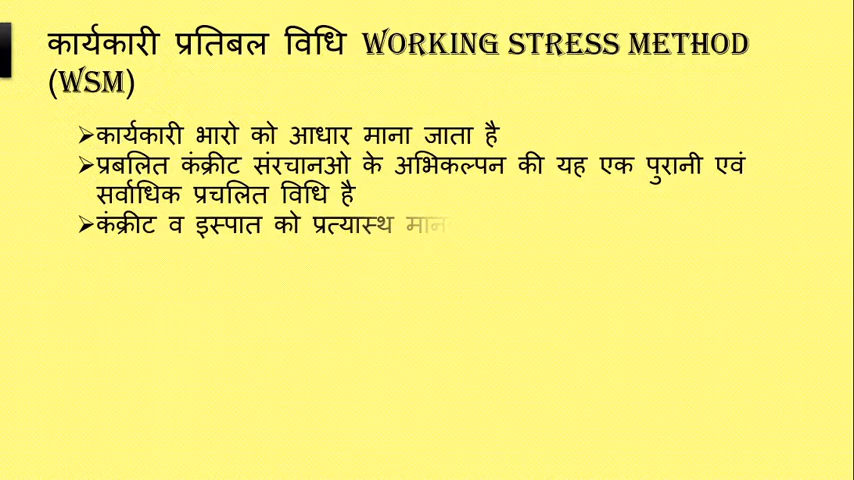 कार्यकारी प्रतिबल विधि WORKING STRESS METHOD
(WSM)
➢कार्यकारी भारो को आधार माना जाता है
➢प्रबलित कंक्रीट संरचानओ के अभिकल्पन की यह एक पुरानी एवं
सर्वाधिक प्रचलित विधि है
➢कंक्रीट व इस्पात को प्रत्यास्थ मान